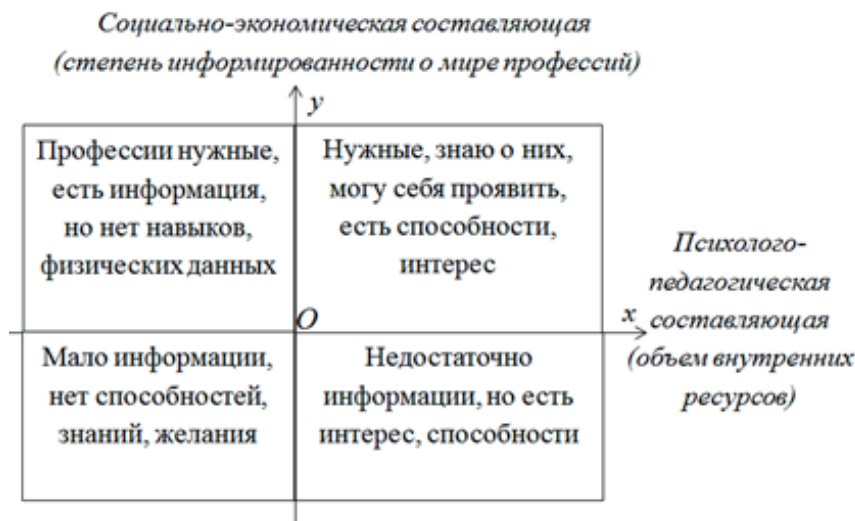 Социально-экономическая составляющая
(степень информированности о мире профессий)
y
Профессии нужные,
есть информация,
но нет навыков,
физических данных
Нужные, знаю о них,
могу себя проявить,
есть способности,
интерес
O
x
Психолого-
педагогическая
составляющая
(объем внутренних
ресурсов)
Мало информации,
нет способностей,
знаний, желания
Недостаточно
информации, но есть
интерес, способности